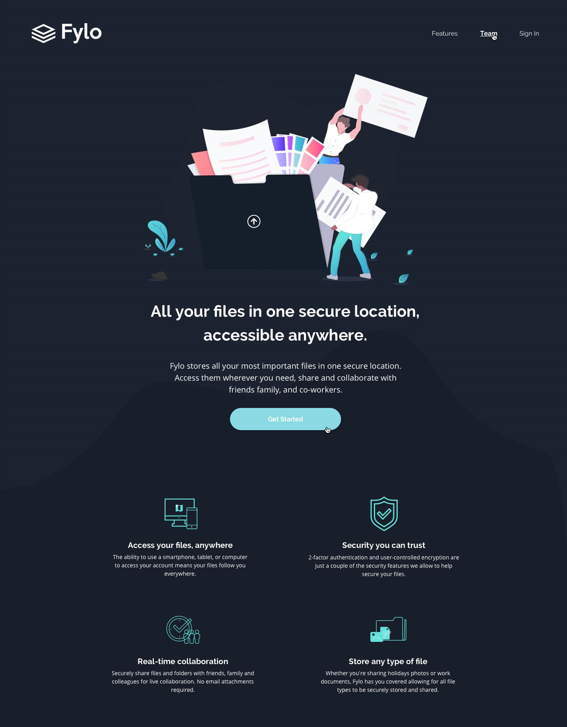 Fylo
Features
Team
Sign In
All your files in one secure location,
accessible anywhere.
Fylo stores all your most important files in one secure location.
Access them wherever you need, share and collaborate with
friends family, and co-workers.
Get Started
Access your files, anywhere
The ability to use a smartphone, tablet, or computer
to access your account means your files follow you
everywhere.
Security you can trust
2-factor authentication and user-controlled encryption are
just a couple of the security features we allow to help
secure your files.
Real-time collaboration
Securely share files and folders with friends, family and
colleagues for live collaboration. No email attachments
required.
Store any type of file
Whether you're sharing holidays photos or work
documents, Fylo has you covered allowing for all file
types to be securely stored and shared.